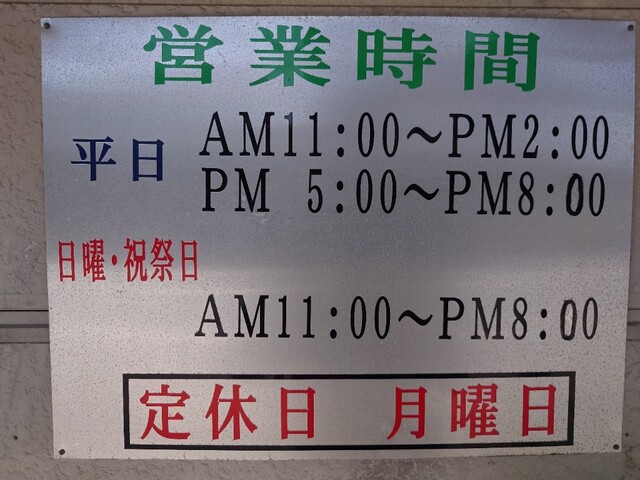 営業時間
平日 AM11:00～PM2:00
PM 5:00～PM8:00
日曜・祝祭日
AM11:00～PM8:00
定休日 月曜日